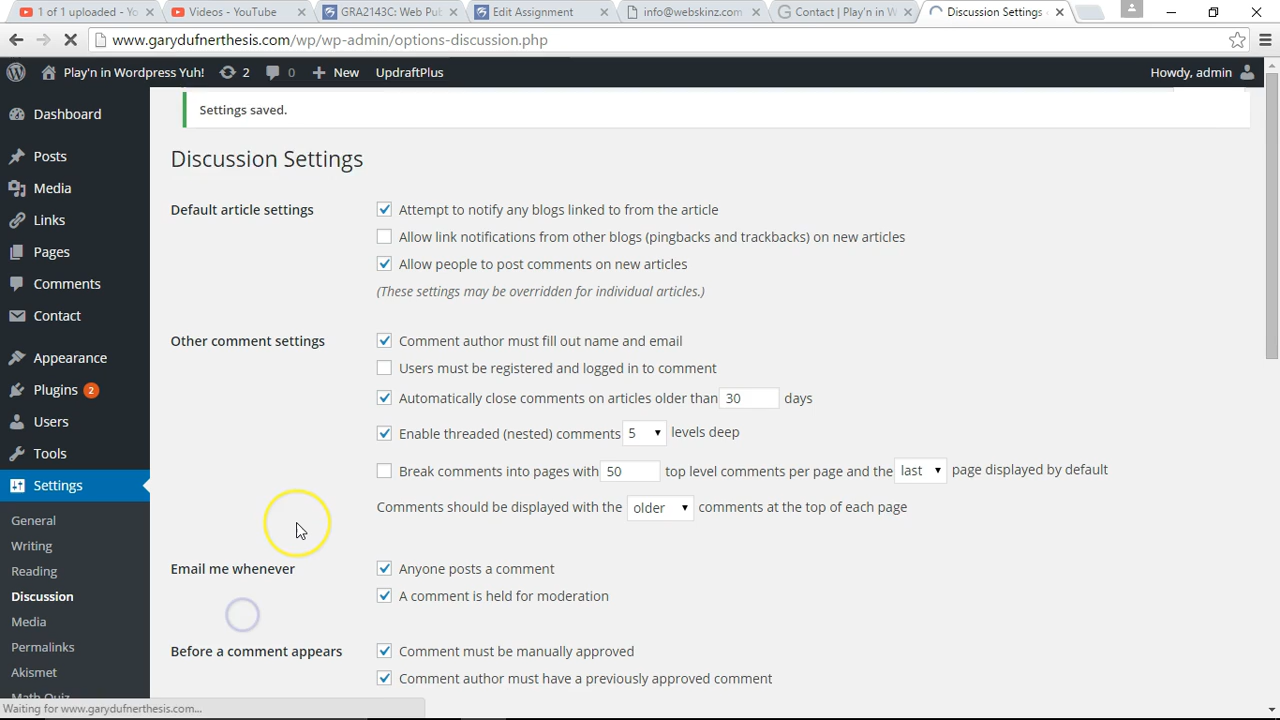 1 of 1 uploaded - Yo
Videos - YouTube
GRA2143C: Web Pub
Edit Assignment
info@webskinz.com
Contact | Play'n in W
Discussion Settings
www.garydufnerthesis.com/wp/wp-admin/options-discussion.php
Play'n in Wordpress Yuh! 2 0 New UpdraftPlus Howdy, admin
Dashboard
Posts
Media
Links
Pages
Comments
Contact
Appearance
Plugins 2
Users
Tools
Settings
General
Writing
Reading
Discussion
Media
Permalinks
Akismet
Math Quiz
Settings saved.
Discussion Settings
Default article settings
Attempt to notify any blogs linked to from the article
Allow link notifications from other blogs (pingbacks and trackbacks) on new articles
Allow people to post comments on new articles
(These settings may be overridden for individual articles.)
Other comment settings
Comment author must fill out name and email
Users must be registered and logged in to comment
Automatically close comments on articles older than 30 days
Enable threaded (nested) comments 5 levels deep
Break comments into pages with 50 top level comments per page and the last page displayed by default
Comments should be displayed with the older comments at the top of each page
Email me whenever
Anyone posts a comment
A comment is held for moderation
Before a comment appears
Comment must be manually approved
Comment author must have a previously approved comment
Waiting for www.garydufnerthesis.com...